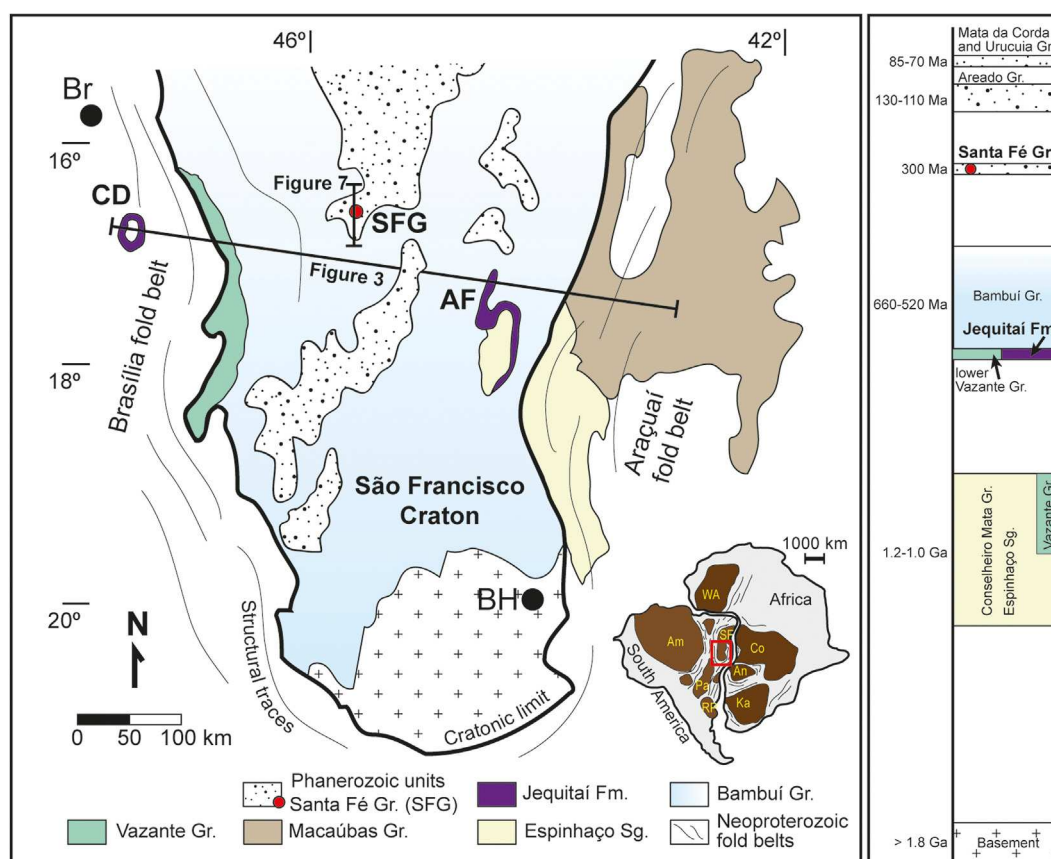 46º
42º
Br
16º
Figure 7
CD
SFG
Figure 3
AF
Brasília fold belt
18º
Araçuaí
fold belt
São Francisco
Craton
1000 km
BH
20º
N
Structural traces
Cratonic limit
0 50 100 km
WA
Africa
Am
SF
Co
An
Pa
RP
Ka
South America
Phanerozoic units
Santa Fé Gr. (SFG)
Jequitaí Fm.
Bambuí Gr.
Vazante Gr.
Macaúbas Gr.
Espinhaço Sg.
Neoproterozoic
fold belts
Mata da Corda
and Urucuia Gr
85-70 Ma
Areado Gr.
130-110 Ma
Santa Fé Gr
300 Ma
660-520 Ma
Bambuí Gr.
Jequitaí Fm
lower
Vazante Gr.
Vazante Gr
1.2-1.0 Ga
Conselheiro Mata Gr.
Espinhaço Sg.
> 1.8 Ga
Basement